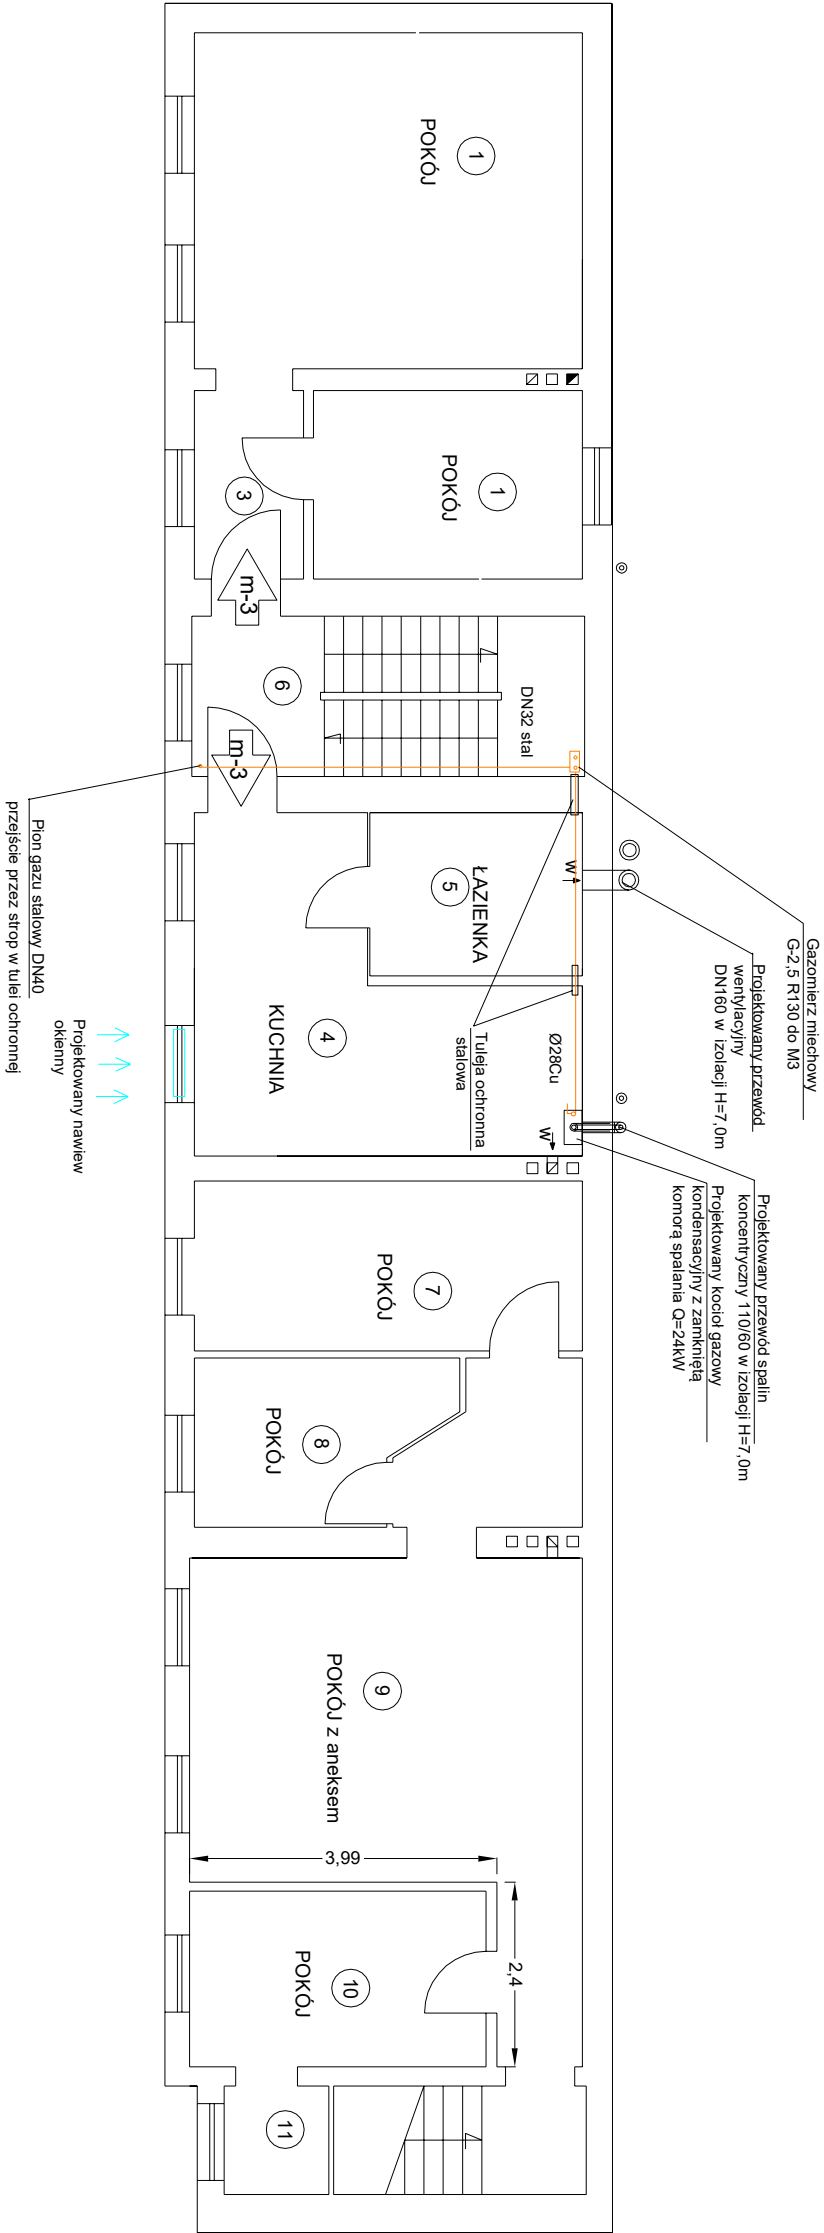 Gazomierz miechowy
G-2,5 R130 do M3
Projektowany przewód
wentylacyjny
DN160 w izolacji H=7,0m
Projektowany przewód spalin
koncentryczny 110/60 w izolacji H=7,0m
Projektowany kocioł gazowy
kondensacyjny z zamkniętą
komorą spalania Q=24kW
1
POKÓJ
1
POKÓJ
3
m-3
6
DN32 stal
m-3
5
ŁAZIENKA
W
Tuleja ochronna
stalowa
Ø28Cu
W
4
KUCHNIA
7
POKÓJ
8
POKÓJ
9
POKÓJ z aneksem
3,99
2,4
10
POKÓJ
11
Pion gazu stalowy DN40
przejście przez strop w tulei ochronnej
Projektowany nawiew
okienny